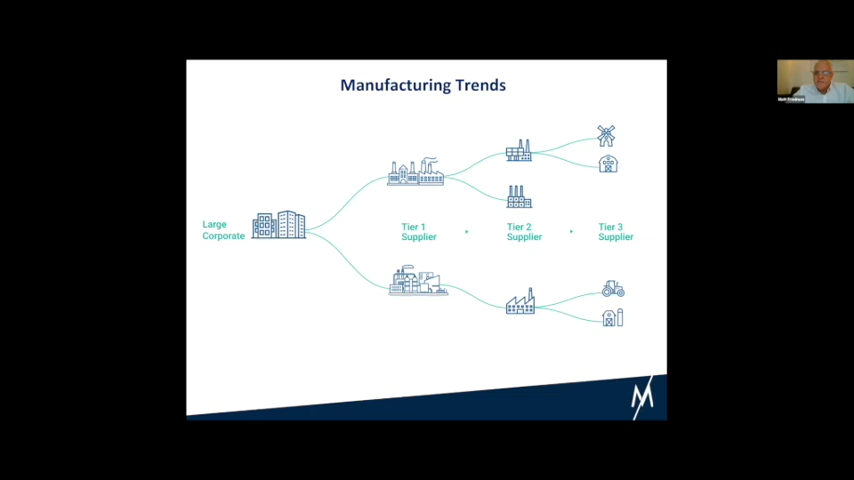 Manufacturing Trends
Large
Corporate
Tier 1
Supplier
Tier 2
Supplier
Tier 3
Supplier
M